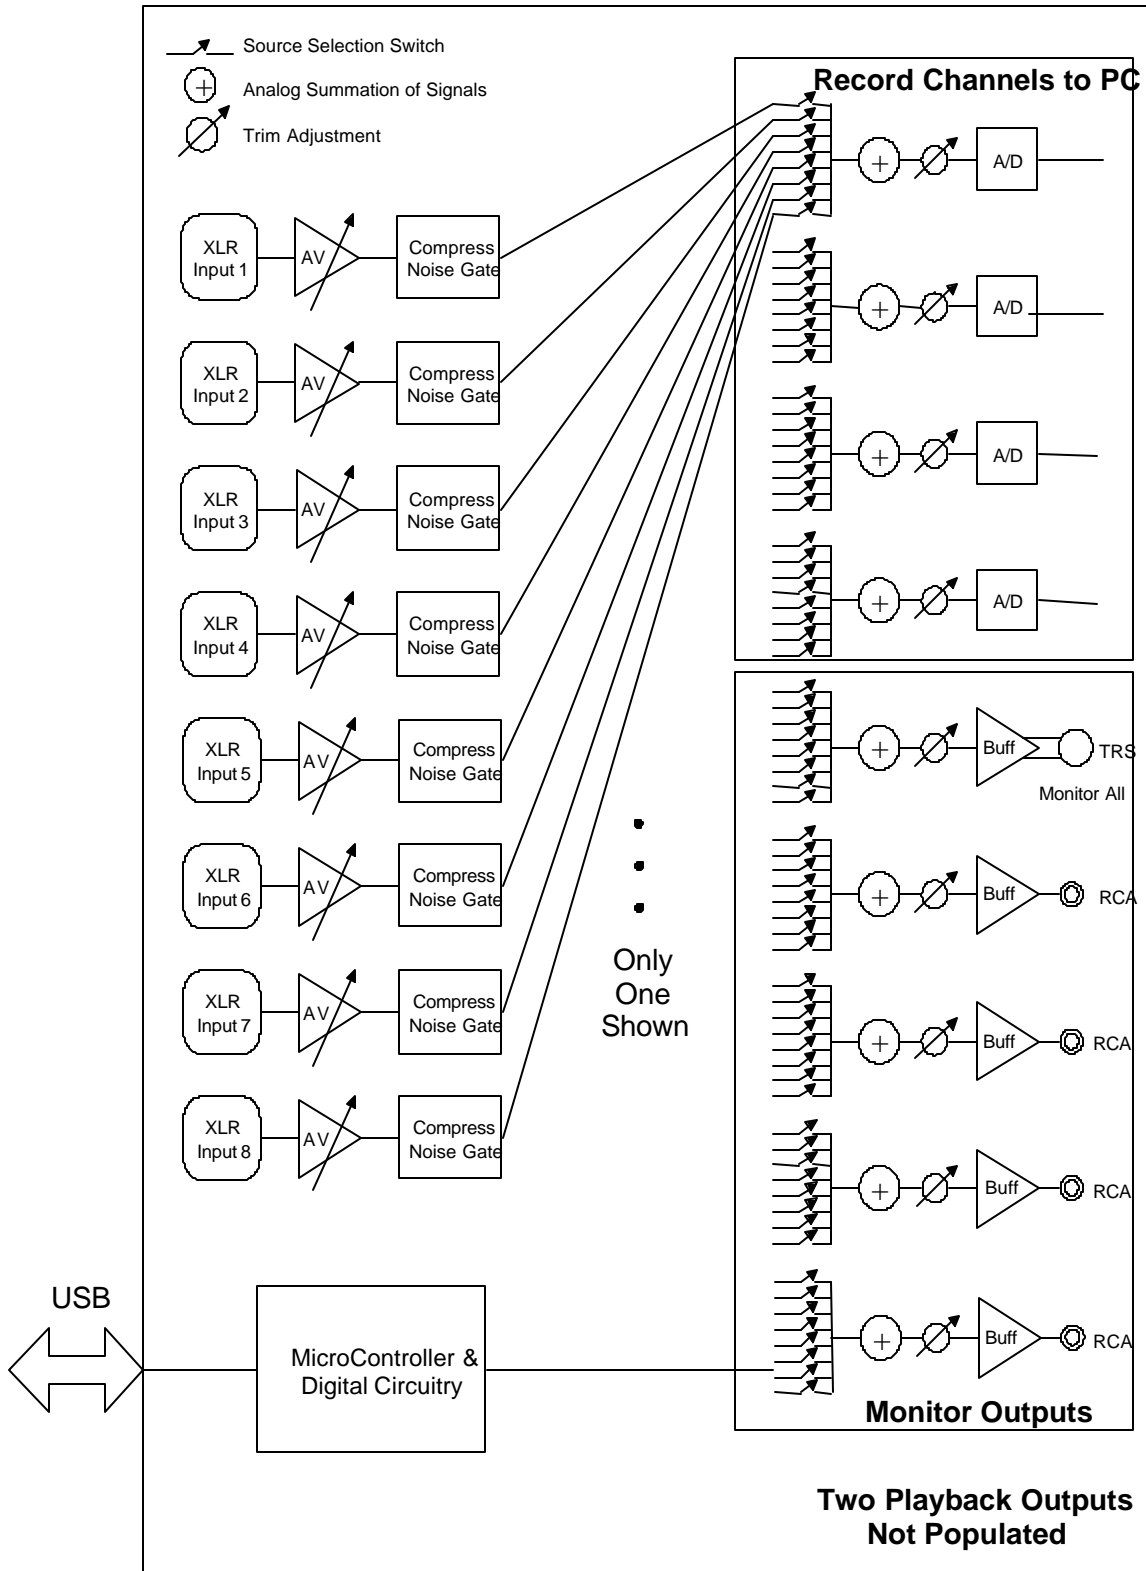 Source Selection Switch
Analog Summation of Signals
Trim Adjustment
Record Channels to PC
A/D
A/D
A/D
A/D
XLR
Input 1
AV
Compress
Noise Gate
XLR
Input 2
AV
Compress
Noise Gate
XLR
Input 3
AV
Compress
Noise Gate
XLR
Input 4
AV
Compress
Noise Gate
XLR
Input 5
AV
Compress
Noise Gate
XLR
Input 6
AV
Compress
Noise Gate
XLR
Input 7
AV
Compress
Noise Gate
XLR
Input 8
AV
Compress
Noise Gate
Only
One
Shown
Buff
TRS
Monitor All
Buff
RCA
Buff
RCA
Buff
RCA
Buff
RCA
Monitor Outputs
USB
MicroController &
Digital Circuitry
Two Playback Outputs
Not Populated